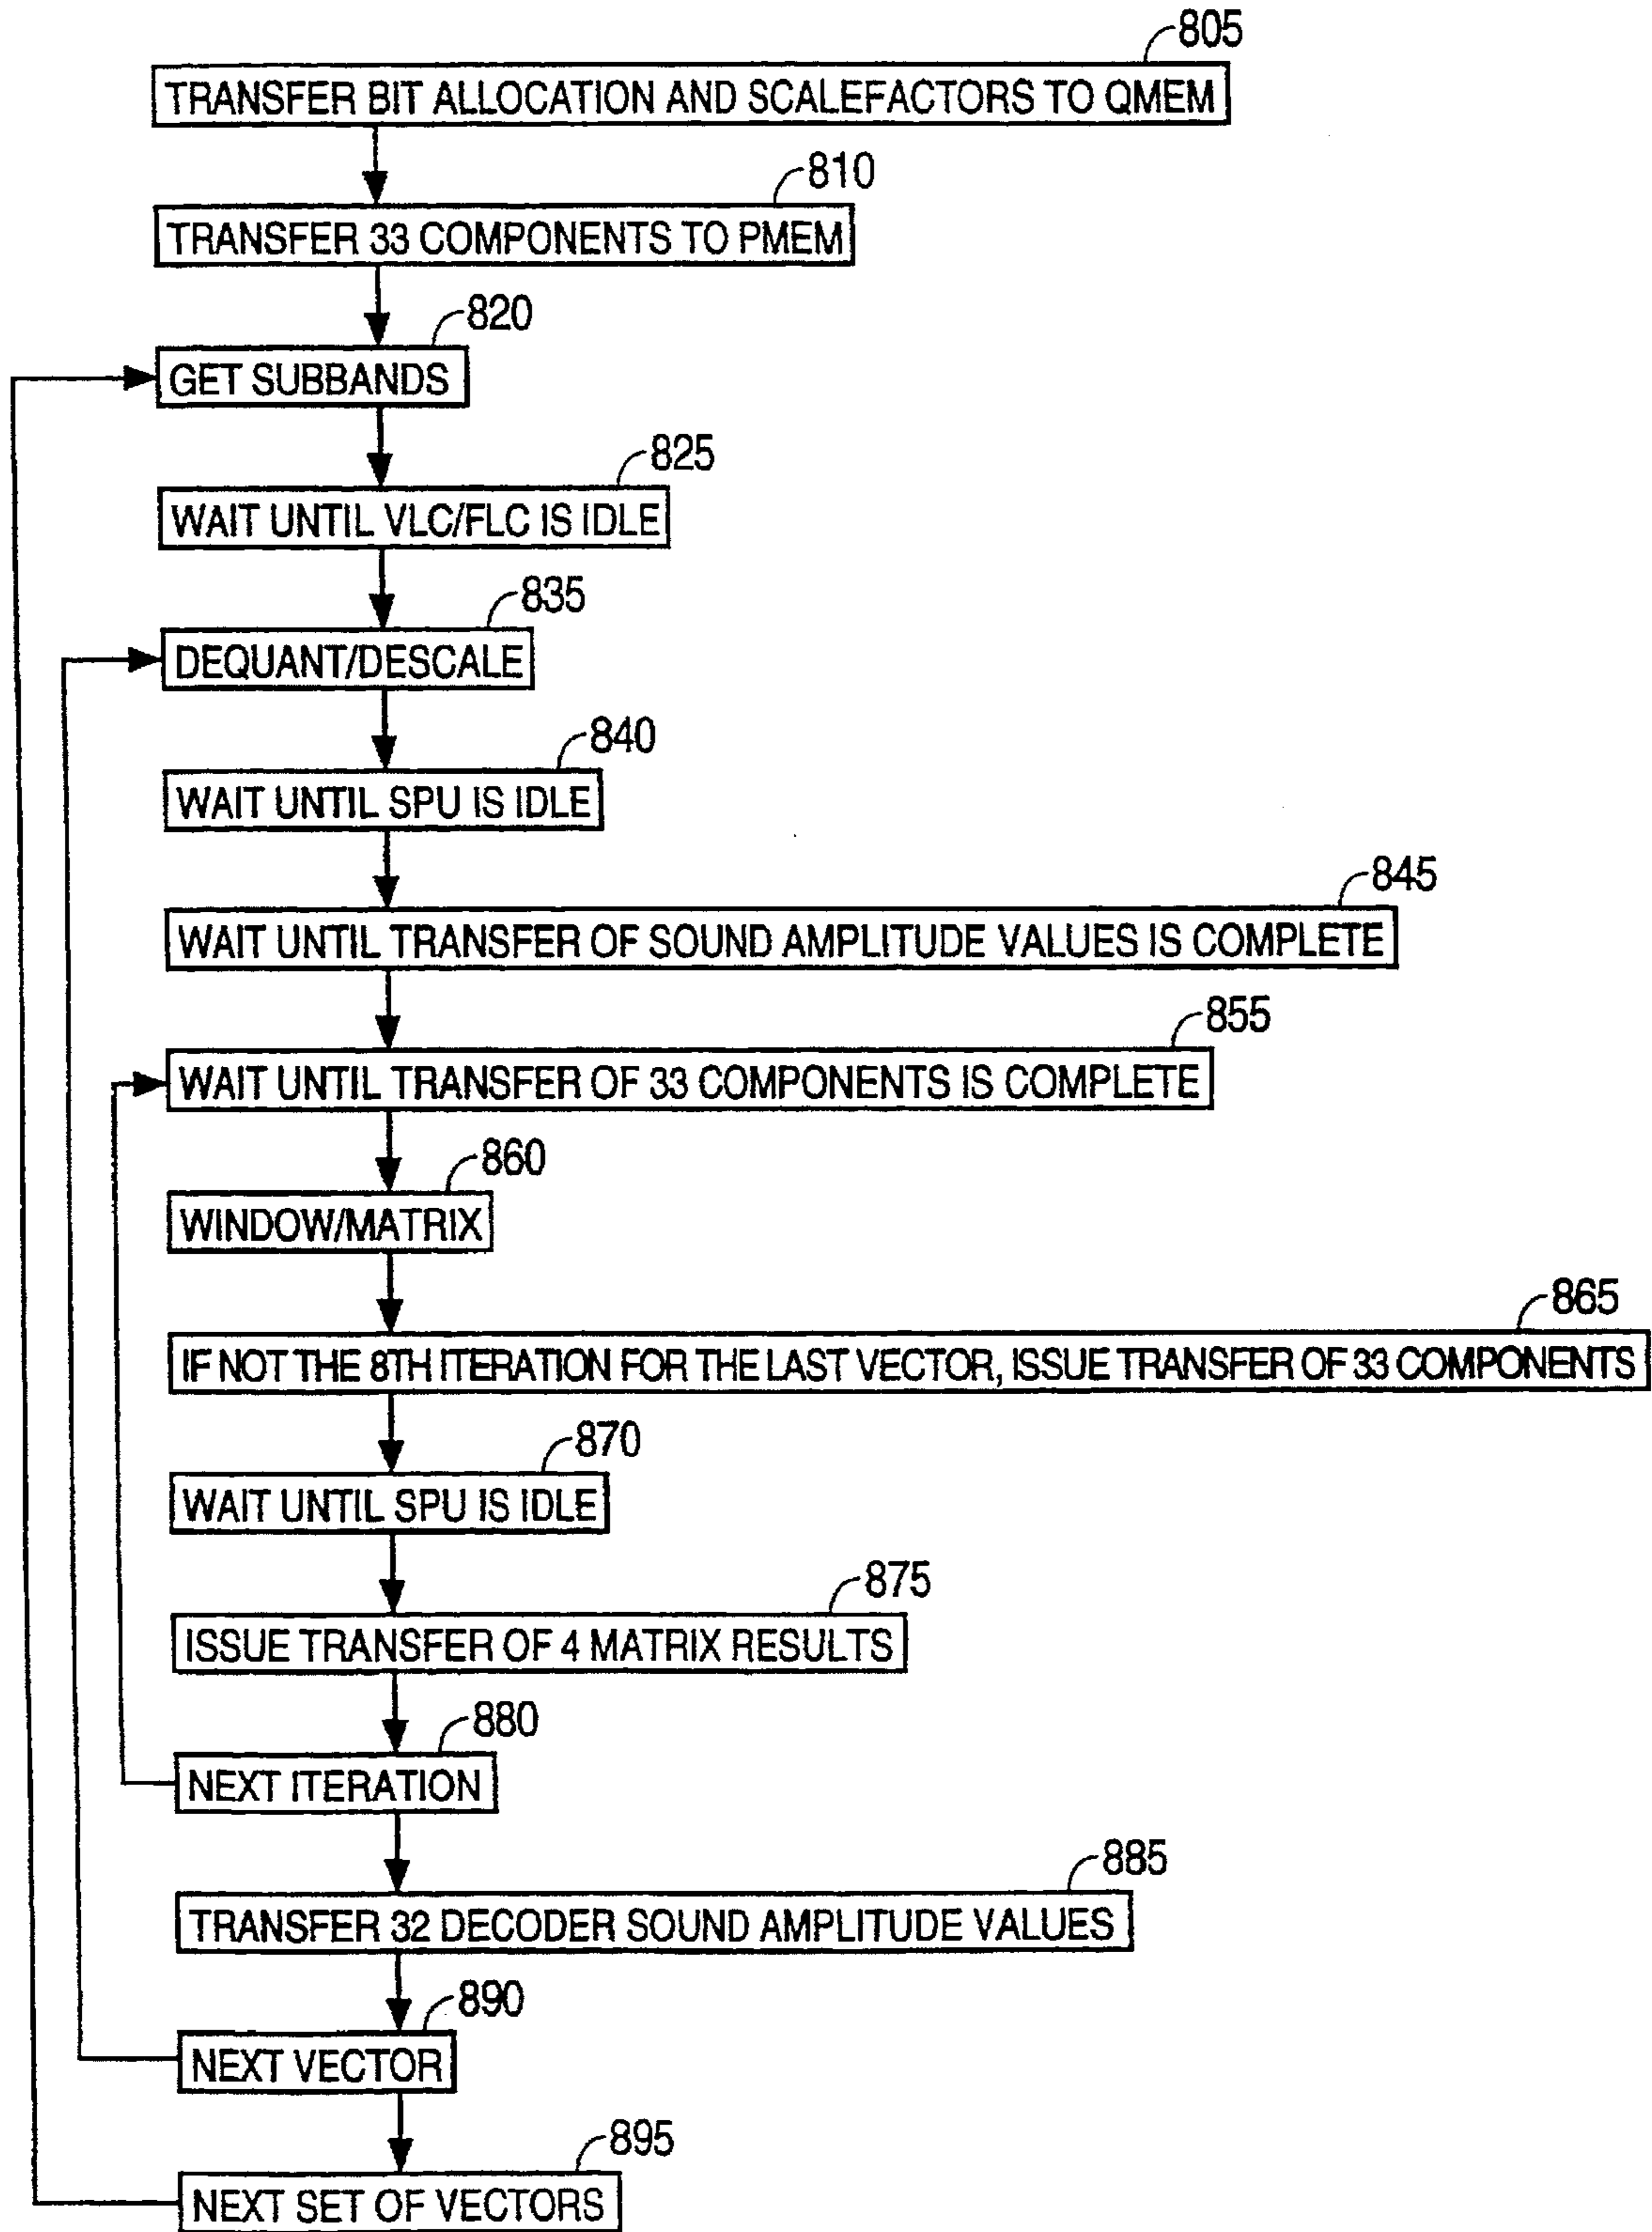 805
TRANSFER BIT ALLOCATION AND SCALEFACTORS TO QMEM
810
TRANSFER 33 COMPONENTS TO PMEM
820
GET SUBBANDS
825
WAIT UNTIL VLC/FLC IS IDLE
835
DEQUANT/DESCALE
840
WAIT UNTIL SPU IS IDLE
845
WAIT UNTIL TRANSFER OF SOUND AMPLITUDE VALUES IS COMPLETE
855
WAIT UNTIL TRANSFER OF 33 COMPONENTS IS COMPLETE
860
WINDOW/MATRIX
865
IF NOT THE 8TH ITERATION FOR THE LAST VECTOR, ISSUE TRANSFER OF 33 COMPONENTS
870
WAIT UNTIL SPU IS IDLE
875
ISSUE TRANSFER OF 4 MATRIX RESULTS
880
NEXT ITERATION
885
TRANSFER 32 DECODER SOUND AMPLITUDE VALUES
890
NEXT VECTOR
895
NEXT SET OF VECTORS